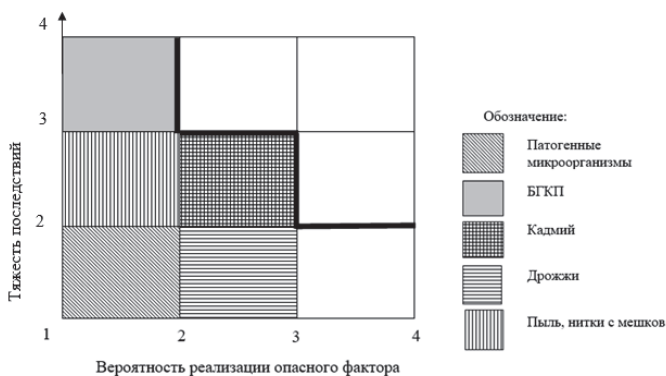 4
3
2
1
2
3
4
Тяжесть последствий
Вероятность реализации опасного фактора
Обозначение:
Патогенные
микроорганизмы
БГКП
Кадмий
Дрожжи
Пыль, нитки с мешков